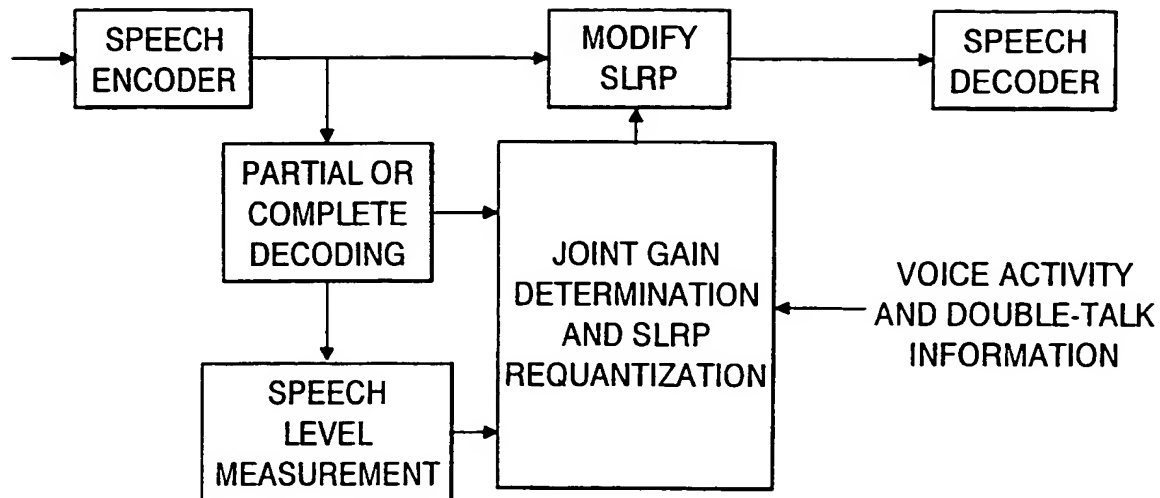 SPEECH
ENCODER
MODIFY
SLRP
SPEECH
DECODER
PARTIAL OR
COMPLETE
DECODING
JOINT GAIN
DETERMINATION
AND SLRP
REQUANTIZATION
VOICE ACTIVITY
AND DOUBLE-TALK
INFORMATION
SPEECH
LEVEL
MEASUREMENT